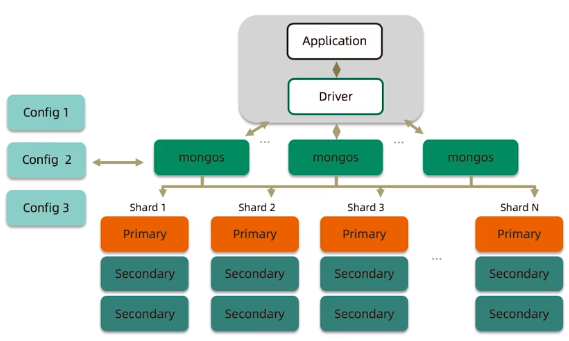 Application
Driver
Config 1
Config 2
Config 3
...
...
mongos
mongos
mongos
Shard 1
Shard 2
Shard 3
Shard N
Primary
Primary
Primary
Primary
...
Secondary
Secondary
Secondary
Secondary
Secondary
Secondary
Secondary
Secondary